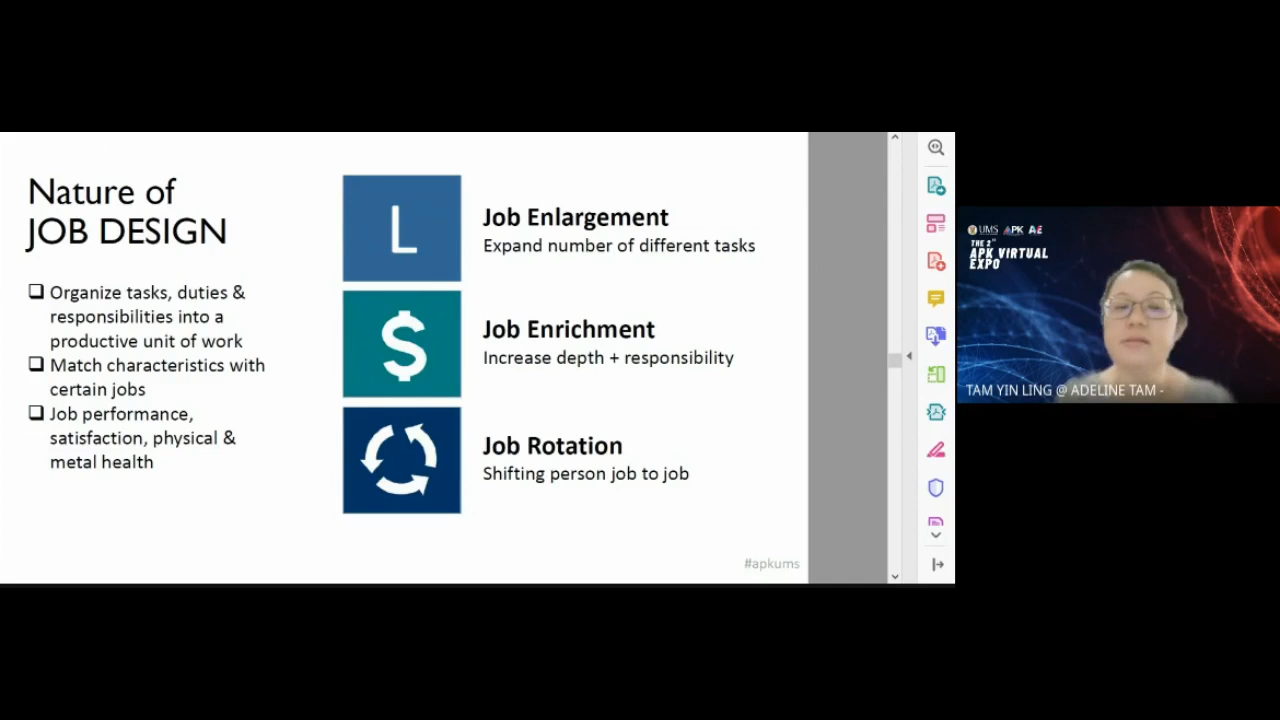 Nature of
JOB DESIGN
Organize tasks, duties &
responsibilities into a
productive unit of work
Match characteristics with
certain jobs
Job performance,
satisfaction, physical &
metal health
L
Job Enlargement
Expand number of different tasks
$
Job Enrichment
Increase depth + responsibility
Job Rotation
Shifting person job to job
#apkums
UMS APK AE
THE 2nd
APK VIRTUAL
EXPO
TAM YIN LING @ ADELINE TAM -